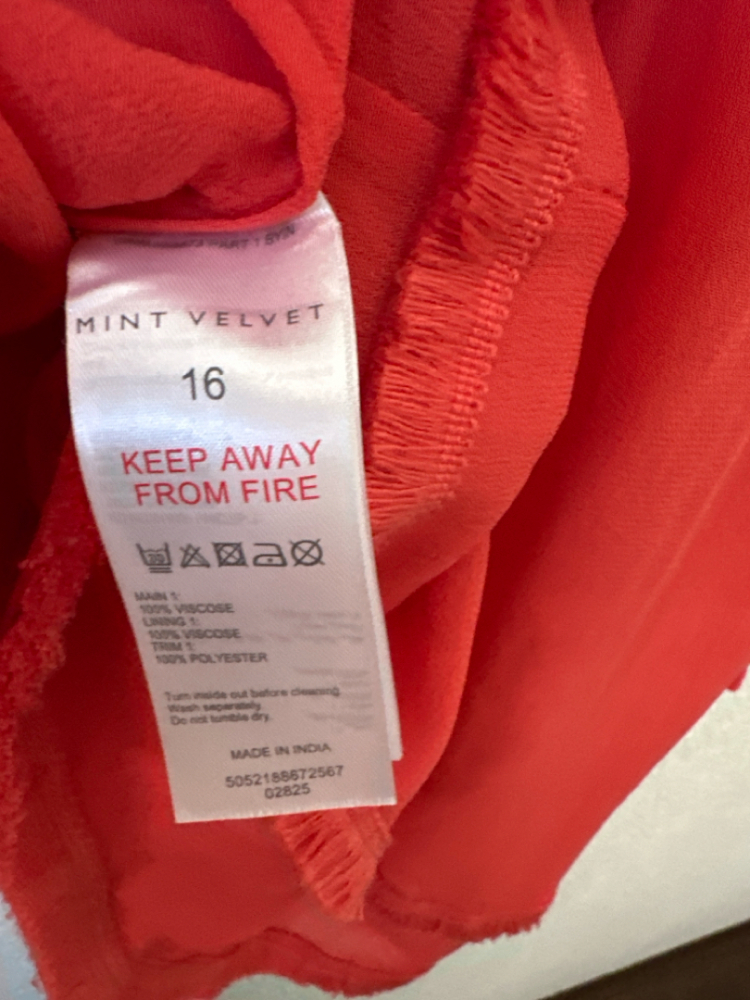 MINT VELVET
16
KEEP AWAY
FROM FIRE
30
MAIN 1:
100% VISCOSE
LINING 1:
100% VISCOSE
TRIM 1:
100% POLYESTER
Turn inside out before cleaning
Wash separately.
Do not tumble dry.
MADE IN INDIA
5052188672567
02825